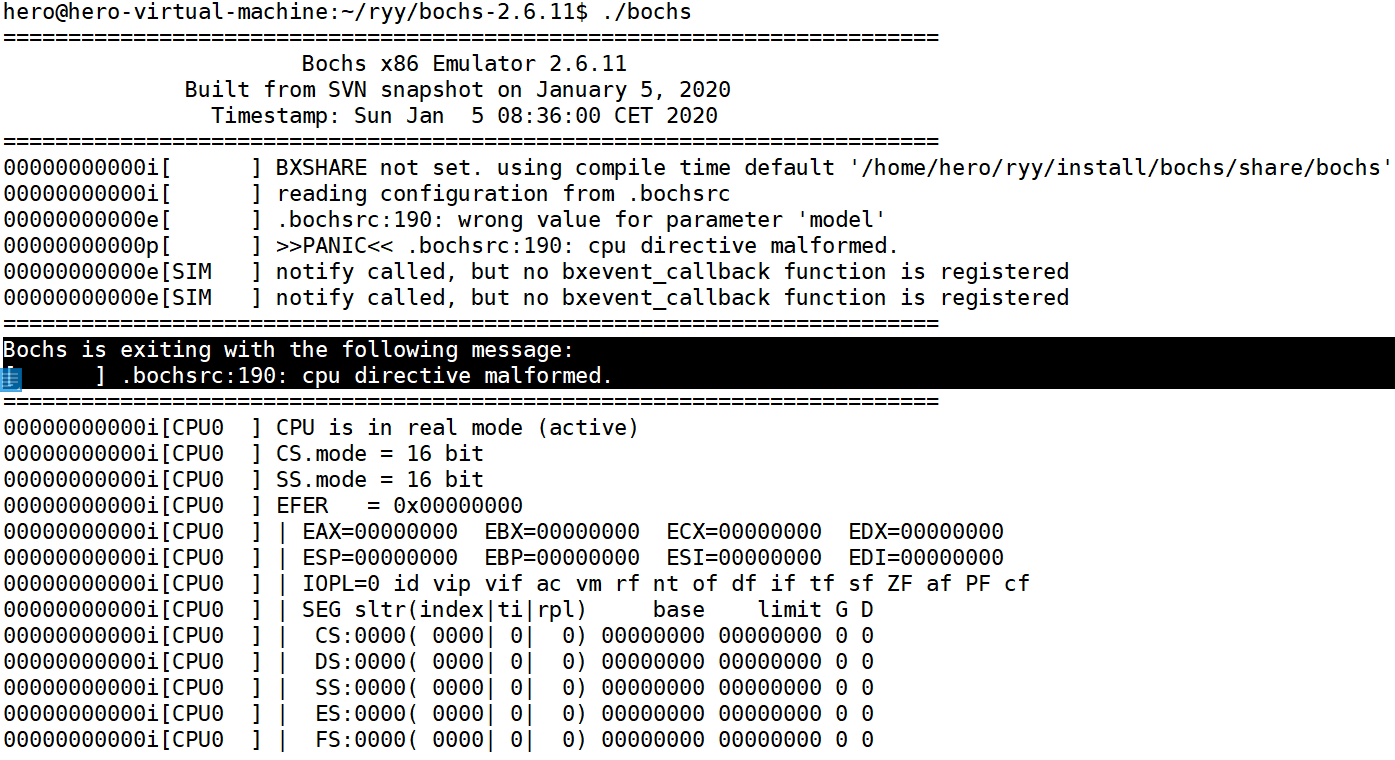 hero@hero-virtual-machine:~/ryy/bochs-2.6.11$ ./bochs
========================================================================
                       Bochs x86 Emulator 2.6.11
              Built from SVN snapshot on January 5, 2020
                Timestamp: Sun Jan  5 08:36:00 CET 2020
========================================================================
00000000000i[      ] BXSHARE not set. using compile time default '/home/hero/ryy/install/bochs/share/bochs'
00000000000i[      ] reading configuration from .bochsrc
00000000000e[      ] .bochsrc:190: wrong value for parameter 'model'
00000000000p[      ] >>PANIC<< .bochsrc:190: cpu directive malformed.
00000000000e[SIM   ] notify called, but no bxevent_callback function is registered
00000000000e[SIM   ] notify called, but no bxevent_callback function is registered
========================================================================
Bochs is exiting with the following message:
[      ] .bochsrc:190: cpu directive malformed.
========================================================================
00000000000i[CPU0  ] CPU is in real mode (active)
00000000000i[CPU0  ] CS.mode = 16 bit
00000000000i[CPU0  ] SS.mode = 16 bit
00000000000i[CPU0  ] EFER   = 0x00000000
00000000000i[CPU0  ] | EAX=00000000  EBX=00000000  ECX=00000000  EDX=00000000
00000000000i[CPU0  ] | ESP=00000000  EBP=00000000  ESI=00000000  EDI=00000000
00000000000i[CPU0  ] | IOPL=0 id vip vif ac vm rf nt of df if tf sf ZF af PF cf
00000000000i[CPU0  ] | SEG sltr(index|ti|rpl)     base    limit G D
00000000000i[CPU0  ] |  CS:0000( 0000| 0|  0) 00000000 00000000 0 0
00000000000i[CPU0  ] |  DS:0000( 0000| 0|  0) 00000000 00000000 0 0
00000000000i[CPU0  ] |  SS:0000( 0000| 0|  0) 00000000 00000000 0 0
00000000000i[CPU0  ] |  ES:0000( 0000| 0|  0) 00000000 00000000 0 0
00000000000i[CPU0  ] |  FS:0000( 0000| 0|  0) 00000000 00000000 0 0